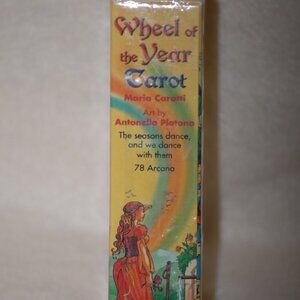 Wheel of
the Year
Tarot
Maria Caratti
Art by
Antonella Platano
The seasons dance,
and we dance
with them
78 Arcana